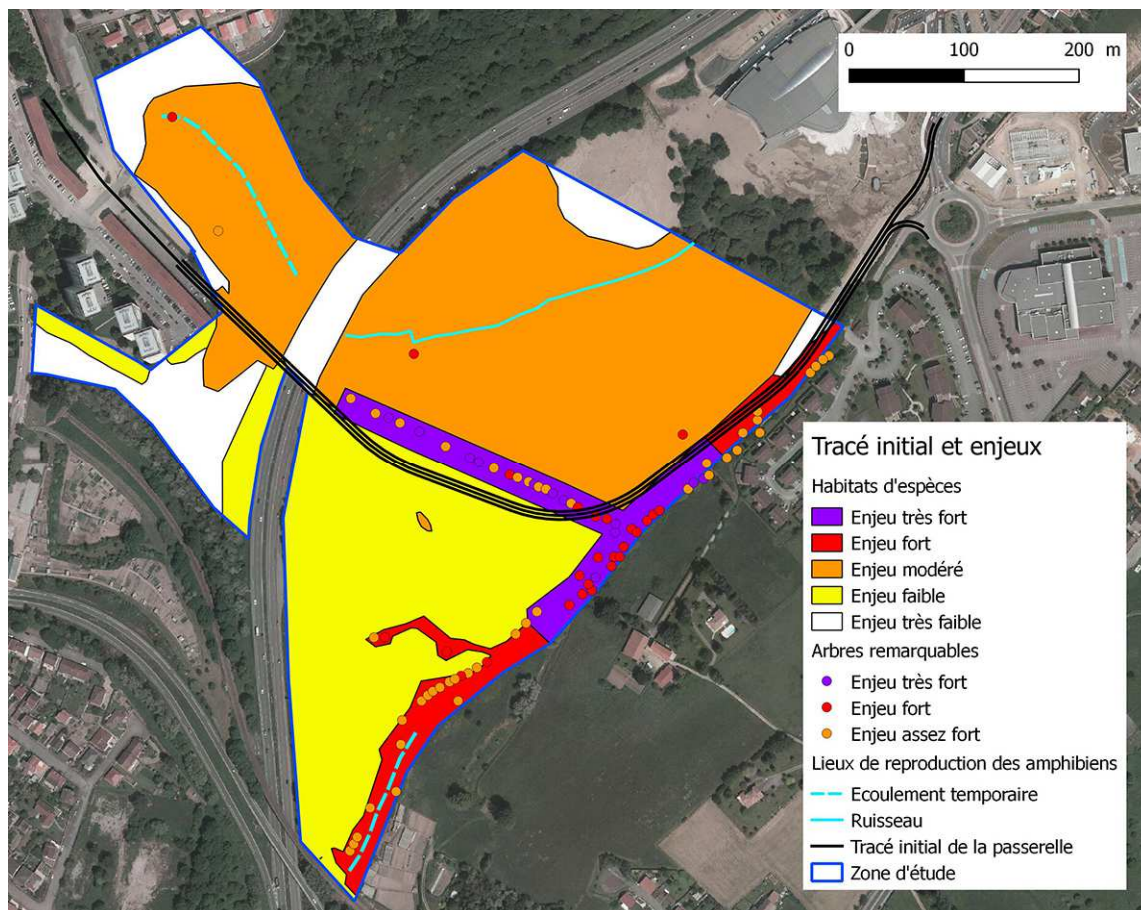 0 100 200 m
Tracé initial et enjeux
Habitats d'espèces
Enjeu très fort
Enjeu fort
Enjeu modéré
Enjeu faible
Enjeu très faible
Arbres remarquables
Enjeu très fort
Enjeu fort
Enjeu assez fort
Lieux de reproduction des amphibiens
Ecoulement temporaire
Ruisseau
Tracé initial de la passerelle
Zone d'étude